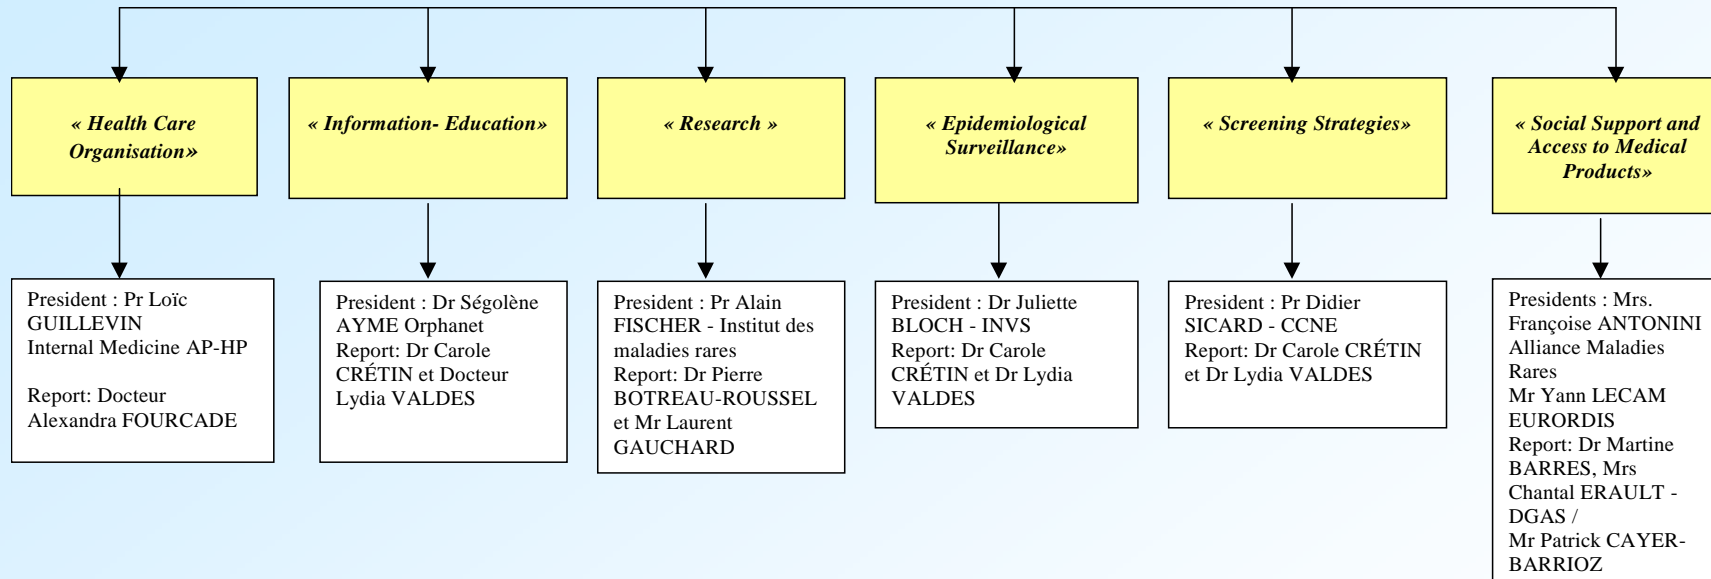 « Health Care
Organisation»
« Information- Education»
« Research »
« Epidemiological
Surveillance»
« Screening Strategies»
« Social Support and
Access to Medical
Products»
President : Pr Loïc
GUILLEVIN
Internal Medicine AP-HP
Report: Docteur
Alexandra FOURCADE
President : Dr Ségolène
AYME Orphanet
Report: Dr Carole
CRÉTIN et Docteur
Lydia VALDES
President : Pr Alain
FISCHER - Institut des
maladies rares
Report: Dr Pierre
BOTREAU-ROUSSEL
et Mr Laurent
GAUCHARD
President : Dr Juliette
BLOCH - INVS
Report: Dr Carole
CRÉTIN et Dr Lydia
VALDES
President : Pr Didier
SICARD - CCNE
Report: Dr Carole CRÉTIN
et Dr Lydia VALDES
Presidents : Mrs.
Françoise ANTONINI
Alliance Maladies
Rares
Mr Yann LECAM
EURORDIS
Report: Dr Martine
BARRES, Mrs
Chantal ERAULT -
DGAS /
Mr Patrick CAYER-
BARRIOZ